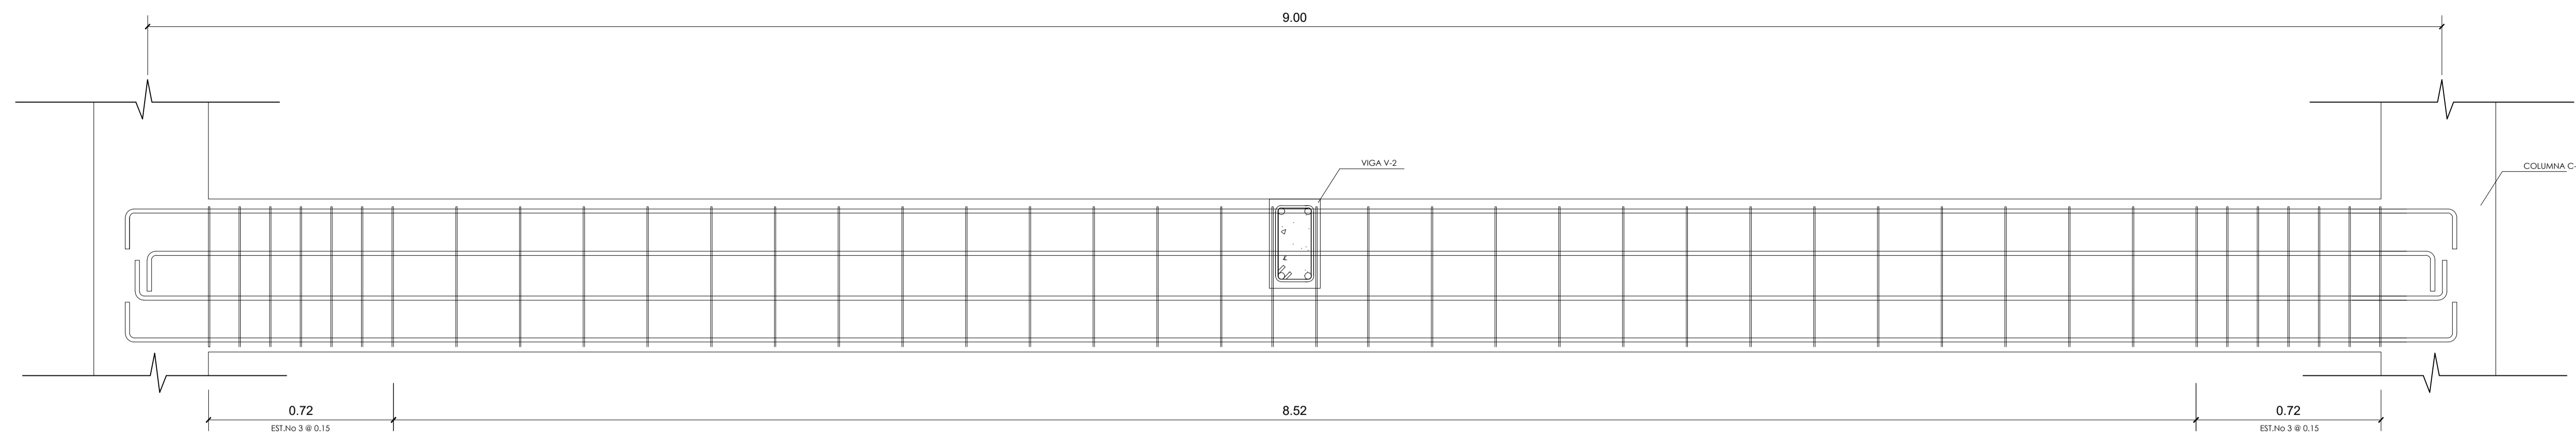 9.00
VIGA V-2
COLUMNA C-
0.72
8.52
0.72
EST.No 3 @ 0.15
EST.No 3 @ 0.15